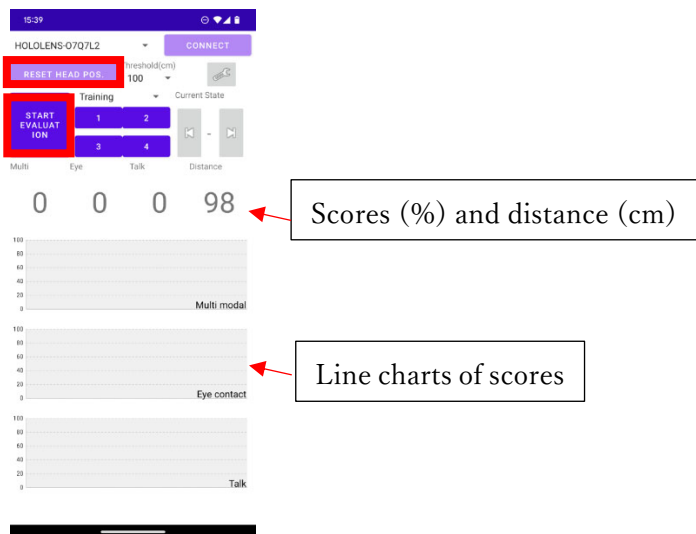 15:39
HOLOLENS-O7Q7L2
CONNECT
RESET HEAD POS.
Threshold(cm)
100
Training
Current State
START
EVALUAT
ION
1
2
3
4
-
Multi
Eye
Talk
Distance
0
0
0
98
Scores (%) and distance (cm)
100
80
60
40
20
0
Multi modal
100
80
60
40
20
0
Eye contact
Line charts of scores
100
80
60
40
20
0
Talk